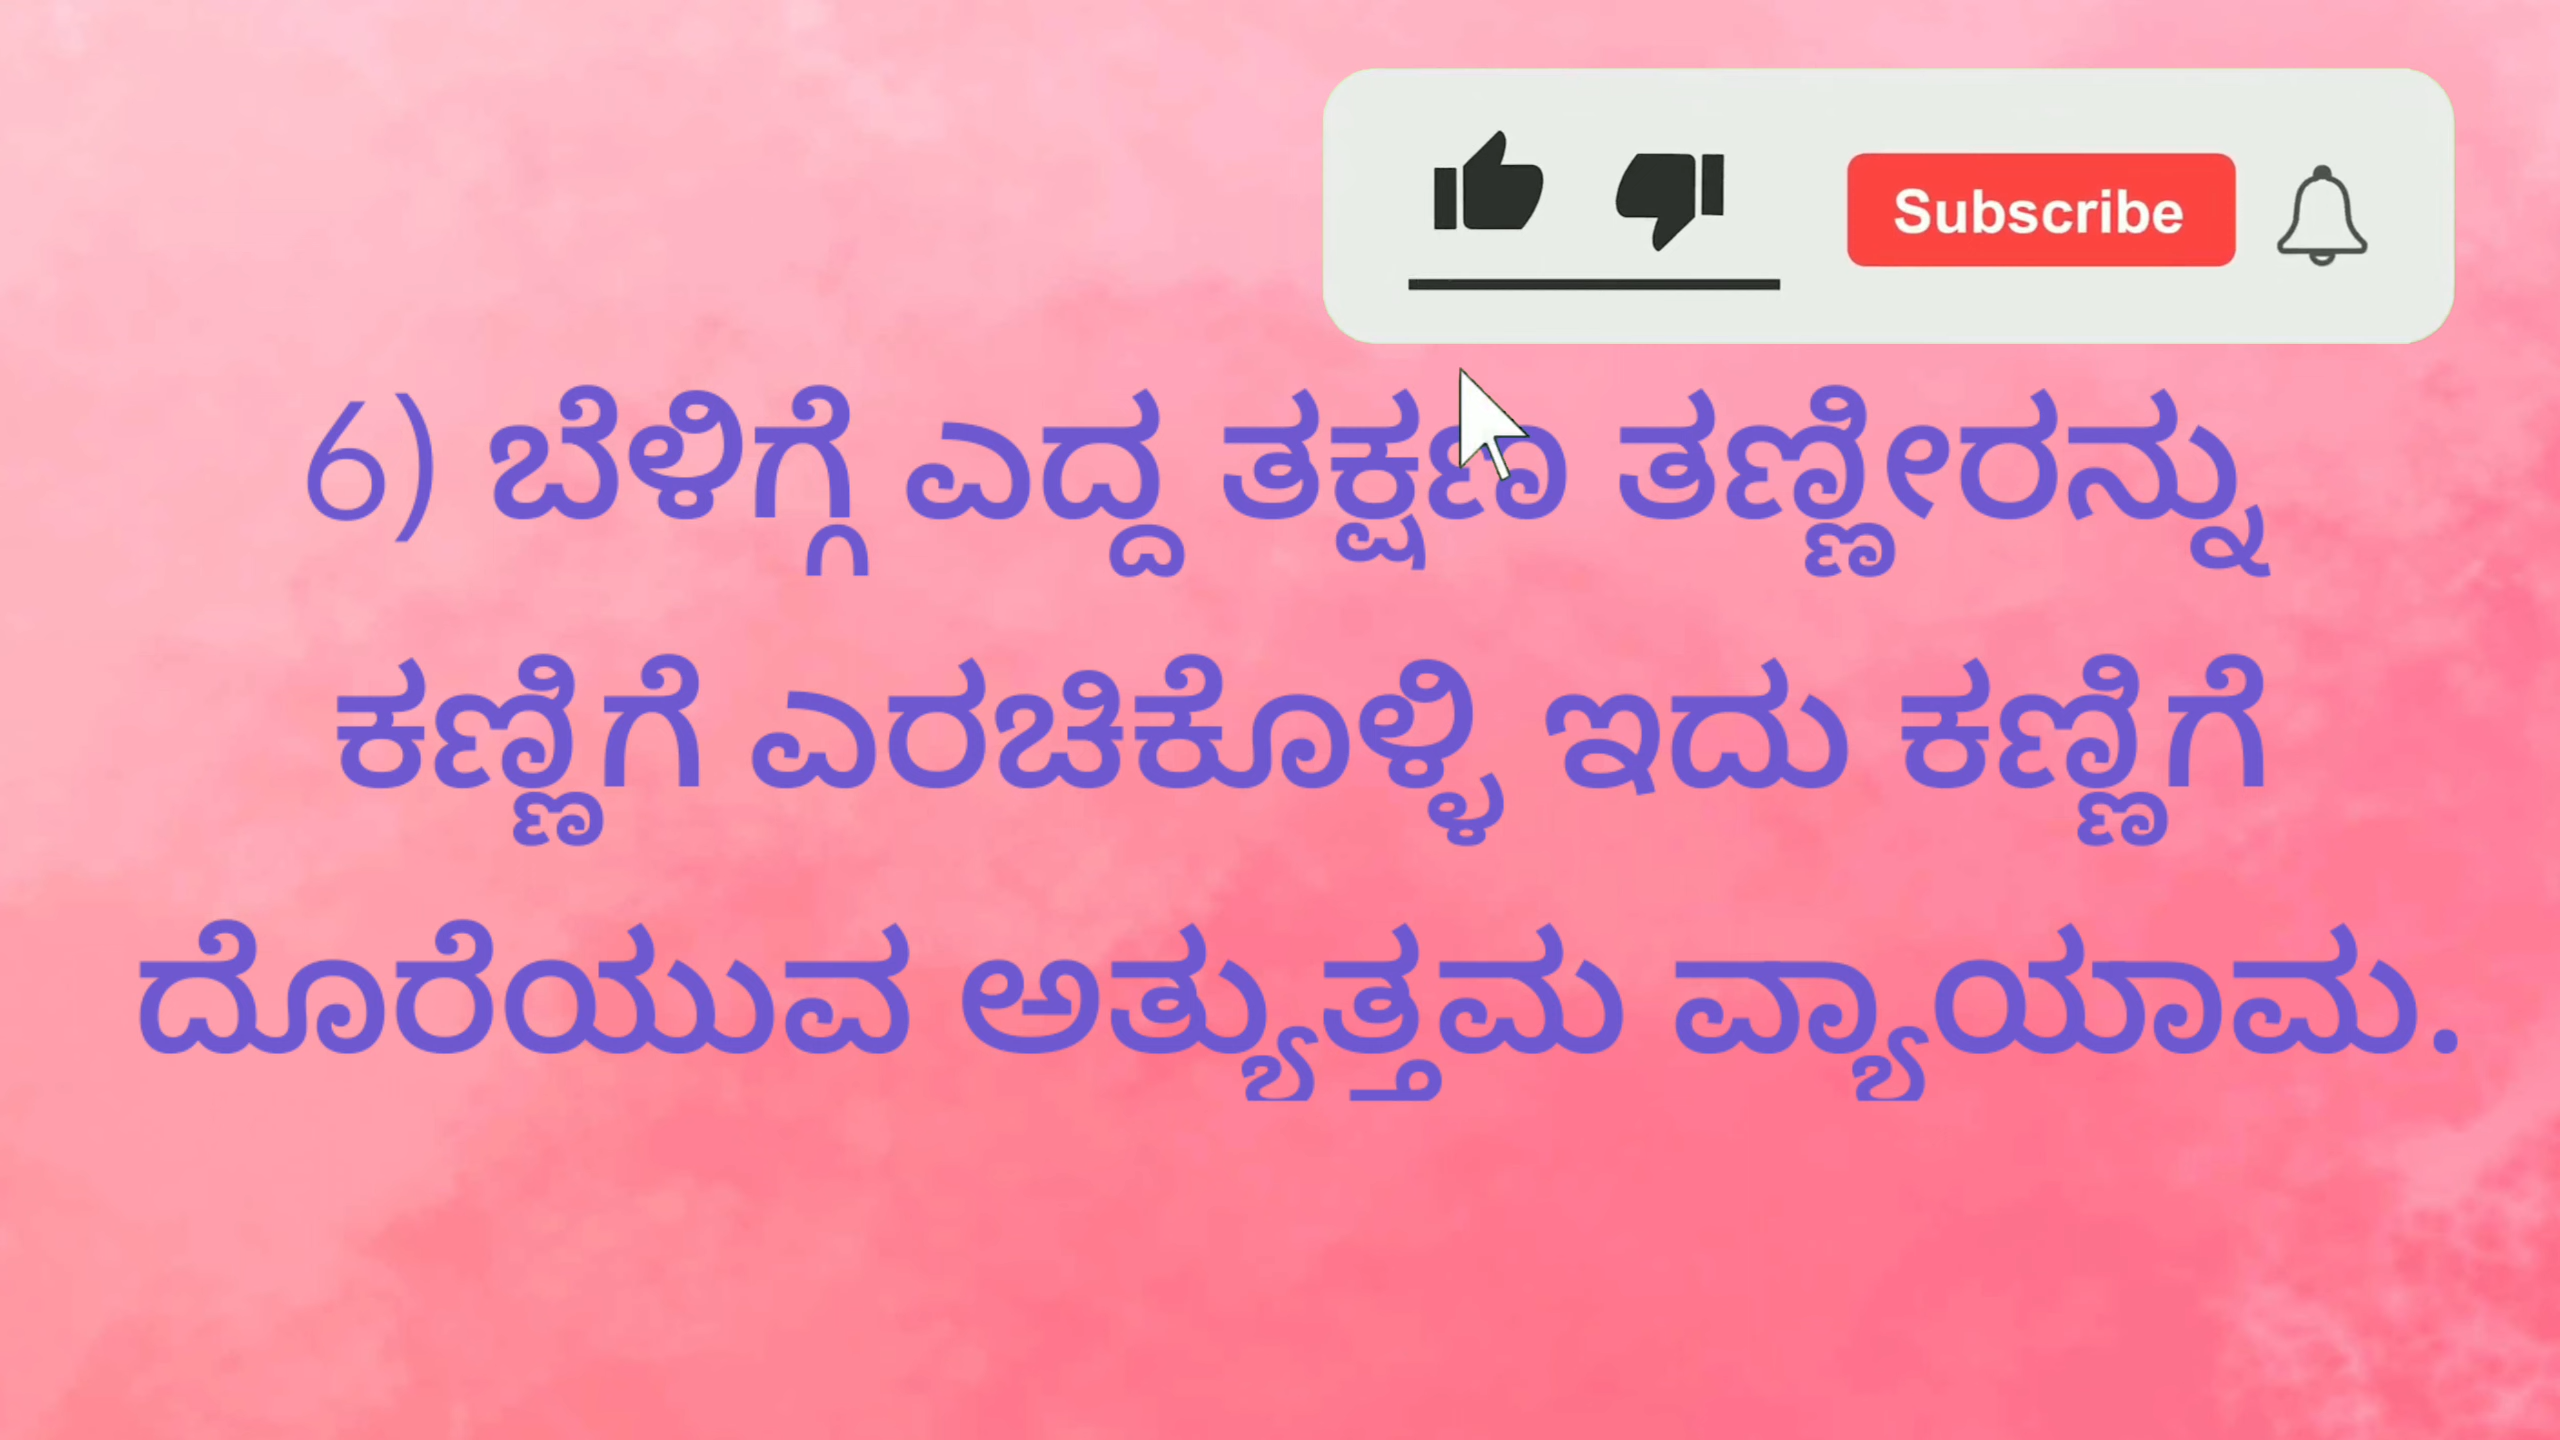 Subscribe
6) ಬೆಳಿಗ್ಗೆ ಎದ್ದ ತಕ್ಷಣ ತಣ್ಣೀರನ್ನು
ಕಣ್ಣಿಗೆ ಎರಚಿಕೊಳ್ಳಿ ಇದು ಕಣ್ಣಿಗೆ
ದೊರೆಯುವ ಅತ್ಯುತ್ತಮ ವ್ಯಾಯಾಮ.